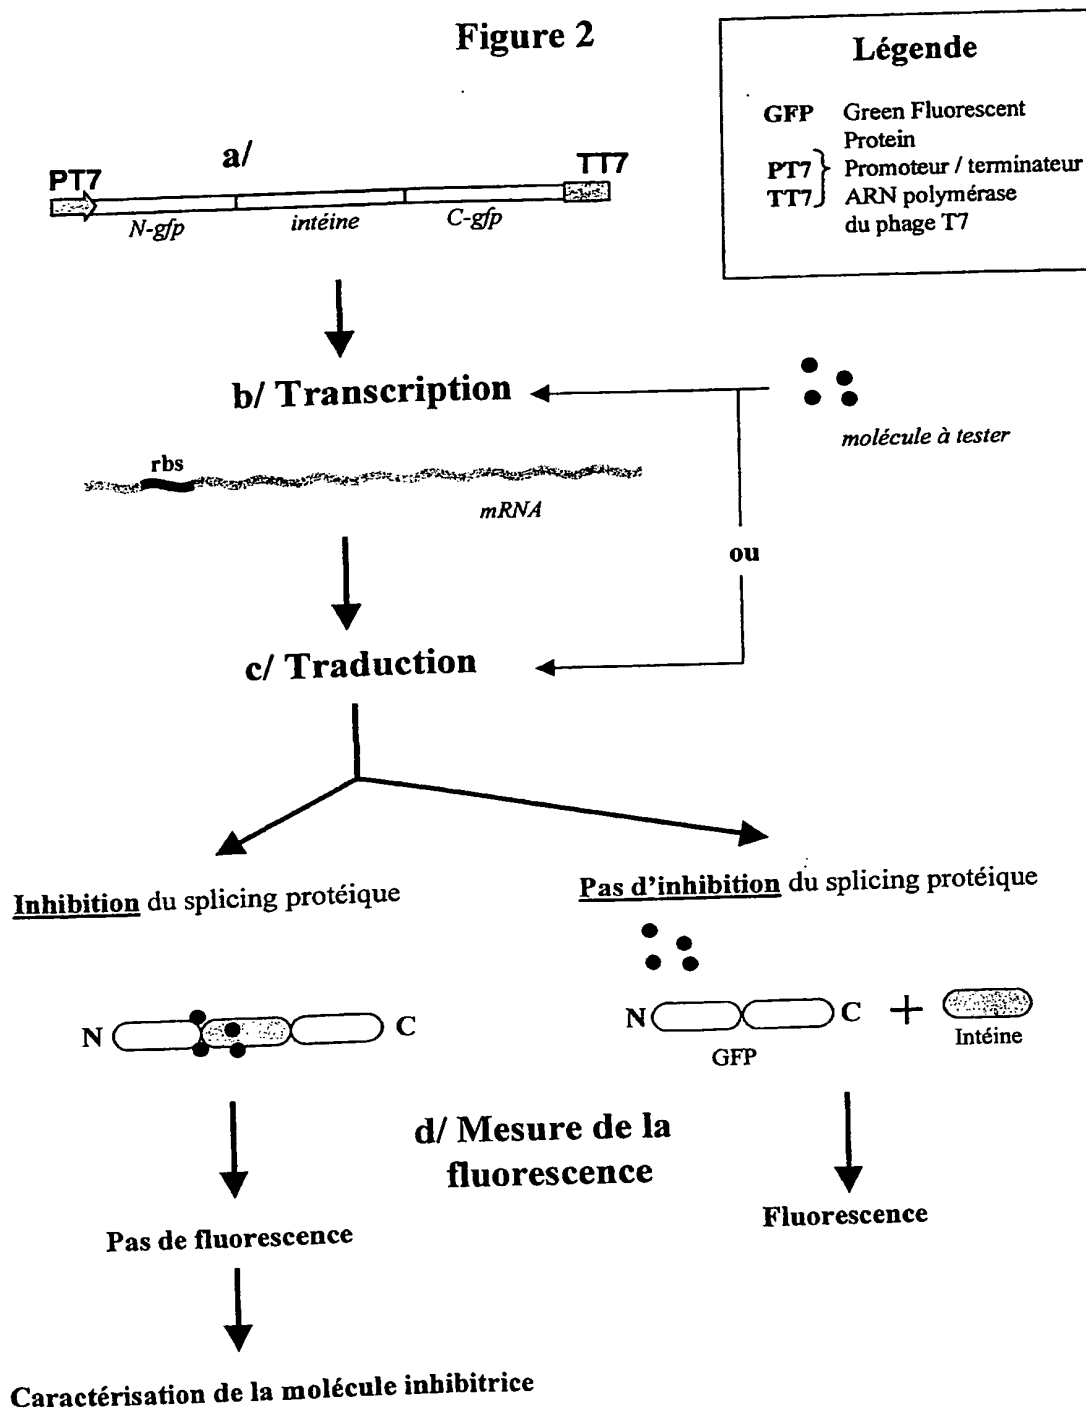 Figure 2
Légende
GFP Green Fluorescent
Protein
PT7 Promoteur / terminateur
TT7 ARN polymérase
du phage T7
a/
PT7
TT7
N-gfp
intéine
C-gfp
b/ Transcription
molécule à tester
rbs
mRNA
ou
c/ Traduction
Inhibition du splicing protéique
Pas d'inhibition du splicing protéique
N
C
N
C
+
GFP
Intéine
d/ Mesure de la
fluorescence
Pas de fluorescence
Fluorescence
Caractérisation de la molécule inhibitrice